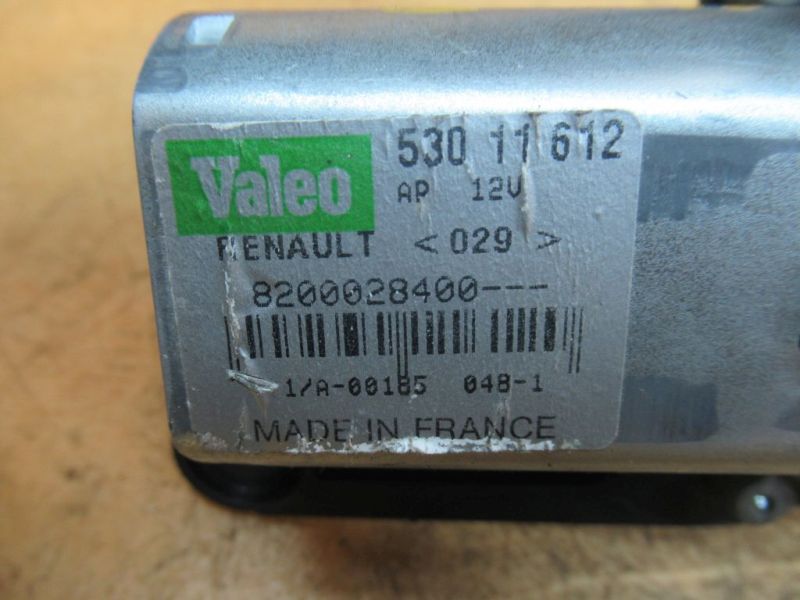 Valeo 530 11 612
AP 12V
RENAULT <029>
8200028400---
1/A-00185 048-1
MADE IN FRANCE